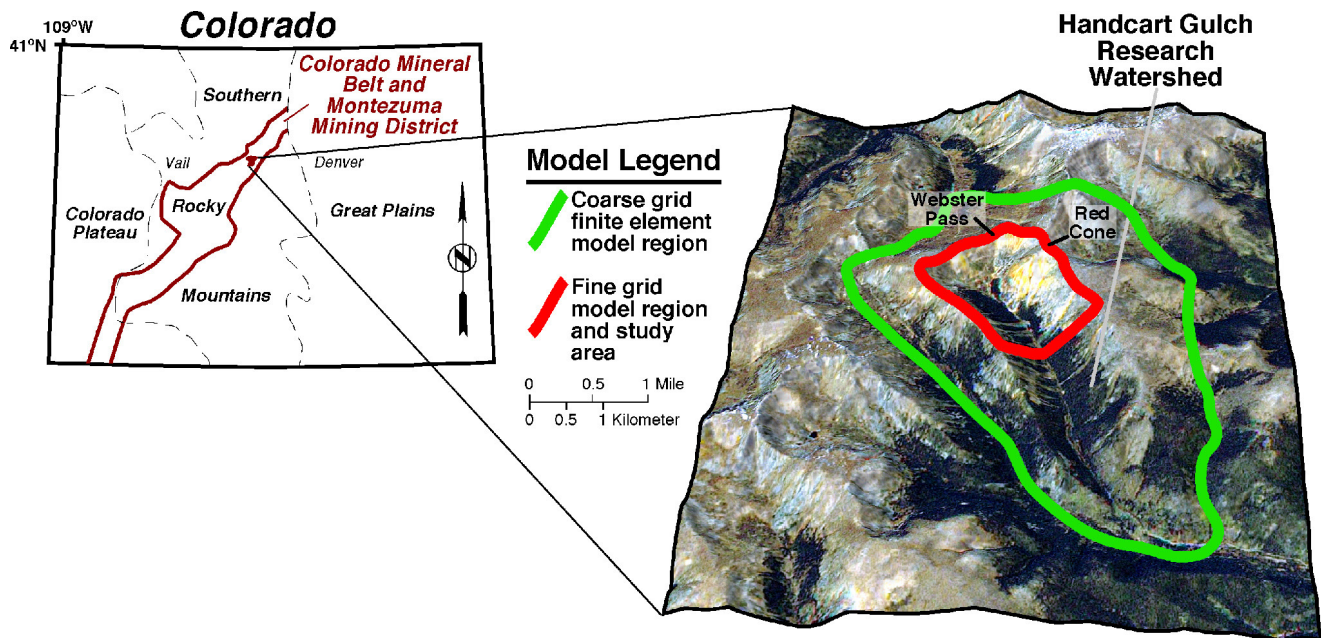 Colorado
109°W
41°N
Colorado Mineral
Belt and
Montezuma
Mining District
Southern
Vail
Denver
Rocky
Colorado
Plateau
Great Plains
Mountains
N
Model Legend
Coarse grid
finite element
model region
Fine grid
model region
and study
area
0 0.5 1 Mile
0 0.5 1 Kilometer
Handcart Gulch
Research
Watershed
Webster
Pass
Red
Cone